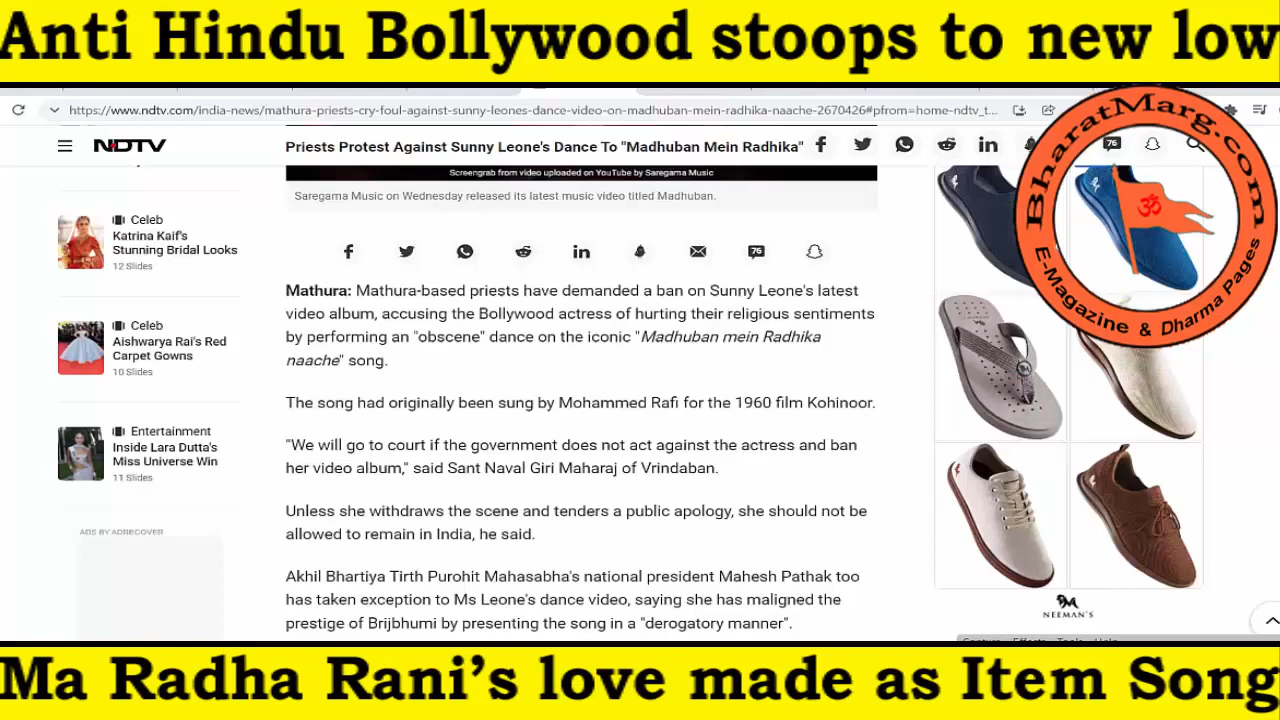 Anti Hindu Bollywood stoops to new low
https://www.ndtv.com/india-news/mathura-priests-cry-foul-against-sunny-leones-dance-video-on-madhuban-mein-radhika-naache-2670426#pfrom=home-ndtv_t...
BharatMarg.com
E-Magazine & Dharma Pages
ॐ
NDTV
Priests Protest Against Sunny Leone's Dance To "Madhuban Mein Radhika"
76
Screengrab from video uploaded on YouTube by Saregama Music
Saregama Music on Wednesday released its latest music video titled Madhuban.
76
Celeb
Katrina Kaif's
Stunning Bridal Looks
12 Slides
Celeb
Aishwarya Rai's Red
Carpet Gowns
10 Slides
Entertainment
Inside Lara Dutta's
Miss Universe Win
11 Slides
ADS BY ADRECOVER
Mathura: Mathura-based priests have demanded a ban on Sunny Leone's latest
video album, accusing the Bollywood actress of hurting their religious sentiments
by performing an "obscene" dance on the iconic "Madhuban mein Radhika
naache" song.
The song had originally been sung by Mohammed Rafi for the 1960 film Kohinoor.
"We will go to court if the government does not act against the actress and ban
her video album," said Sant Naval Giri Maharaj of Vrindaban.
Unless she withdraws the scene and tenders a public apology, she should not be
allowed to remain in India, he said.
Akhil Bhartiya Tirth Purohit Mahasabha's national president Mahesh Pathak too
has taken exception to Ms Leone's dance video, saying she has maligned the
prestige of Brijbhumi by presenting the song in a "derogatory manner".
NEEMAN'S
Ma Radha Rani's love made as Item Song